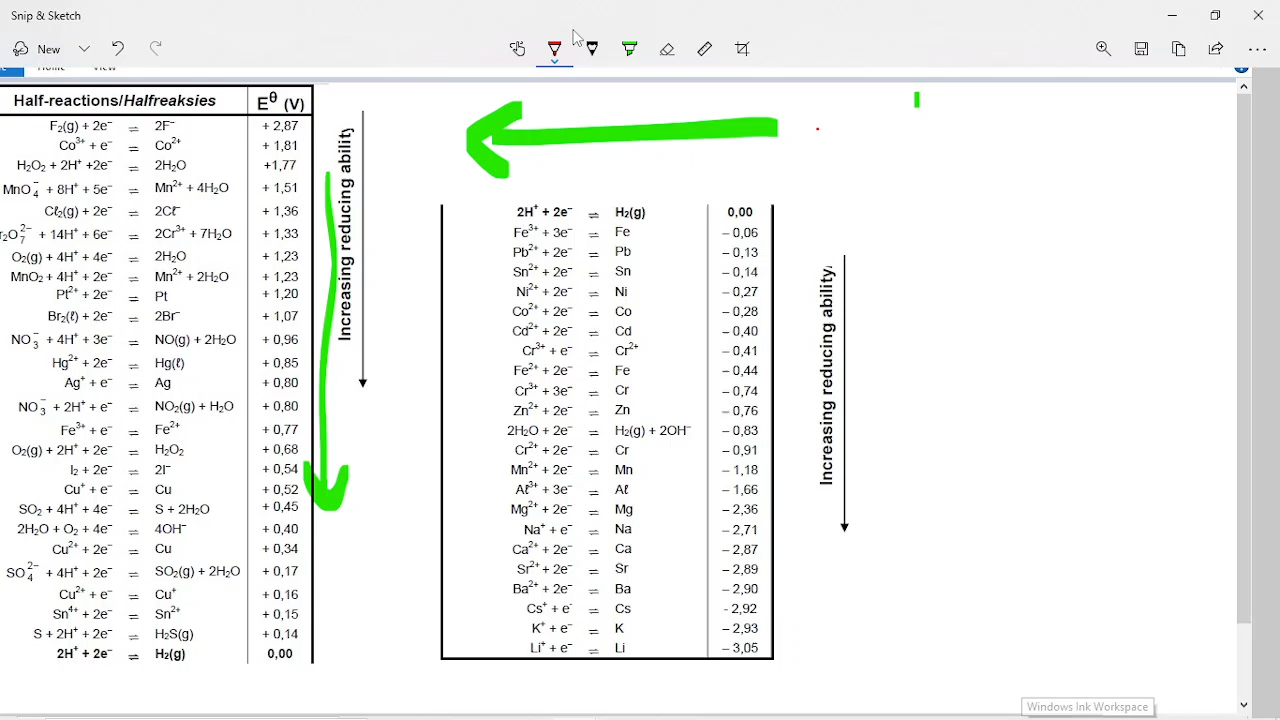 Snip & Sketch
New
Half-reactions/Halfreaksies Eθ (V)
F₂(g) + 2e⁻ ⇌ 2F⁻ + 2,87
Co³⁺ + e⁻ ⇌ Co²⁺ + 1,81
H₂O₂ + 2H⁺ +2e⁻ ⇌ 2H₂O +1,77
MnO₄⁻ + 8H⁺ + 5e⁻ ⇌ Mn²⁺ + 4H₂O + 1,51
Cℓ₂(g) + 2e⁻ ⇌ 2Cℓ⁻ + 1,36
r₂O₇²⁻ + 14H⁺ + 6e⁻ ⇌ 2Cr³⁺ + 7H₂O + 1,33
O₂(g) + 4H⁺ + 4e⁻ ⇌ 2H₂O + 1,23
MnO₂ + 4H⁺ + 2e⁻ ⇌ Mn²⁺ + 2H₂O + 1,23
Pt²⁺ + 2e⁻ ⇌ Pt + 1,20
Br₂(ℓ) + 2e⁻ ⇌ 2Br⁻ + 1,07
NO₃⁻ + 4H⁺ + 3e⁻ ⇌ NO(g) + 2H₂O + 0,96
Hg²⁺ + 2e⁻ ⇌ Hg(ℓ) + 0,85
Ag⁺ + e⁻ ⇌ Ag + 0,80
NO₃⁻ + 2H⁺ + e⁻ ⇌ NO₂(g) + H₂O + 0,80
Fe³⁺ + e⁻ ⇌ Fe²⁺ + 0,77
O₂(g) + 2H⁺ + 2e⁻ ⇌ H₂O₂ + 0,68
I₂ + 2e⁻ ⇌ 2I⁻ + 0,54
Cu⁺ + e⁻ ⇌ Cu + 0,52
SO₂ + 4H⁺ + 4e⁻ ⇌ S + 2H₂O + 0,45
2H₂O + O₂ + 4e⁻ ⇌ 4OH⁻ + 0,40
Cu²⁺ + 2e⁻ ⇌ Cu + 0,34
SO₄²⁻ + 4H⁺ + 2e⁻ ⇌ SO₂(g) + 2H₂O + 0,17
Cu²⁺ + e⁻ ⇌ Cu⁺ + 0,16
Sn⁴⁺ + 2e⁻ ⇌ Sn²⁺ + 0,15
S + 2H⁺ + 2e⁻ ⇌ H₂S(g) + 0,14
2H⁺ + 2e⁻ ⇌ H₂(g) 0,00
Increasing reducing ability
2H⁺ + 2e⁻ ⇌ H₂(g) 0,00
Fe³⁺ + 3e⁻ ⇌ Fe – 0,06
Pb²⁺ + 2e⁻ ⇌ Pb – 0,13
Sn²⁺ + 2e⁻ ⇌ Sn – 0,14
Ni²⁺ + 2e⁻ ⇌ Ni – 0,27
Co²⁺ + 2e⁻ ⇌ Co – 0,28
Cd²⁺ + 2e⁻ ⇌ Cd – 0,40
Cr³⁺ + e⁻ ⇌ Cr²⁺ – 0,41
Fe²⁺ + 2e⁻ ⇌ Fe – 0,44
Cr³⁺ + 3e⁻ ⇌ Cr – 0,74
Zn²⁺ + 2e⁻ ⇌ Zn – 0,76
2H₂O + 2e⁻ ⇌ H₂(g) + 2OH⁻ – 0,83
Cr²⁺ + 2e⁻ ⇌ Cr – 0,91
Mn²⁺ + 2e⁻ ⇌ Mn – 1,18
Aℓ³⁺ + 3e⁻ ⇌ Aℓ – 1,66
Mg²⁺ + 2e⁻ ⇌ Mg – 2,36
Na⁺ + e⁻ ⇌ Na – 2,71
Ca²⁺ + 2e⁻ ⇌ Ca – 2,87
Sr²⁺ + 2e⁻ ⇌ Sr – 2,89
Ba²⁺ + 2e⁻ ⇌ Ba – 2,90
Cs⁺ + e⁻ ⇌ Cs - 2,92
K⁺ + e⁻ ⇌ K – 2,93
Li⁺ + e⁻ ⇌ Li – 3,05
Increasing reducing ability
Windows Ink Workspace